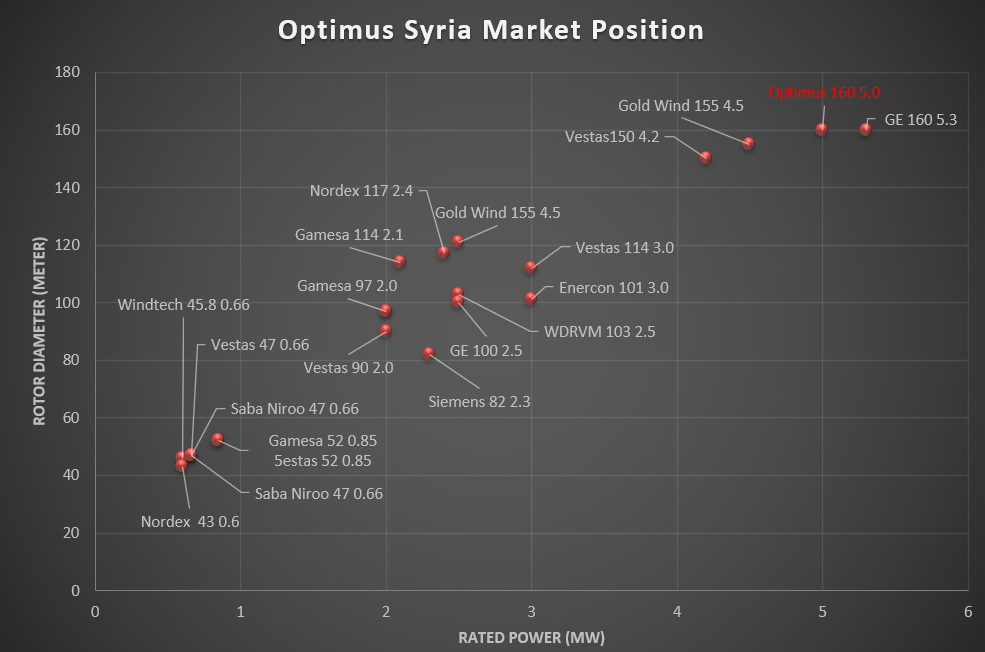 Optimus Syria Market Position
180
160
140
120
100
80
60
40
20
0
0 1 2 3 4 5 6
ROTOR DIAMETER (METER)
RATED POWER (MW)
Optimus 160 5.0
Gold Wind 155 4.5
GE 160 5.3
Vestas150 4.2
Nordex 117 2.4
Gold Wind 155 4.5
Gamesa 114 2.1
Vestas 114 3.0
Gamesa 97 2.0
Enercon 101 3.0
Windtech 45.8 0.66
WDRVM 103 2.5
Vestas 47 0.66
GE 100 2.5
Vestas 90 2.0
Siemens 82 2.3
Saba Niroo 47 0.66
Gamesa 52 0.85
5estas 52 0.85
Saba Niroo 47 0.66
Nordex  43 0.6